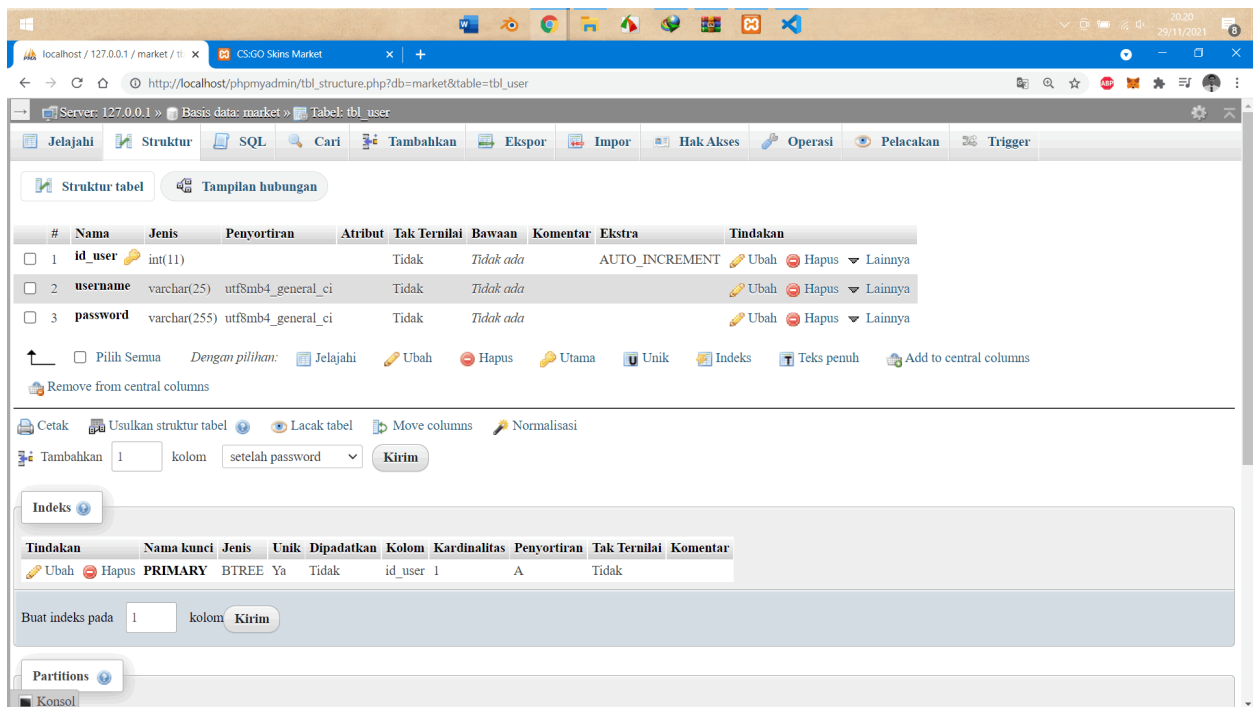 20.20
29/11/2021
8
localhost / 127.0.0.1 / market / t
CS:GO Skins Market
http://localhost/phpmyadmin/tbl_structure.php?db=market&table=tbl_user
ABP
Server: 127.0.0.1 » Basis data: market » Tabel: tbl_user
Jelajahi Struktur SQL Cari Tambahkan Ekspor Impor Hak Akses Operasi Pelacakan Trigger
Struktur tabel Tampilan hubungan
# Nama Jenis Penyortiran Atribut Tak Ternilai Bawaan Komentar Ekstra Tindakan
1 id_user int(11) Tidak Tidak ada AUTO_INCREMENT Ubah Hapus Lainnya
2 username varchar(25) utf8mb4_general_ci Tidak Tidak ada Ubah Hapus Lainnya
3 password varchar(255) utf8mb4_general_ci Tidak Tidak ada Ubah Hapus Lainnya
Pilih Semua Dengan pilihan: Jelajahi Ubah Hapus Utama Unik Indeks Teks penuh Add to central columns
Remove from central columns
Cetak Usulkan struktur tabel Lacak tabel Move columns Normalisasi
Tambahkan 1 kolom setelah password Kirim
Indeks
Tindakan Nama kunci Jenis Unik Dipadatkan Kolom Kardinalitas Penyortiran Tak Ternilai Komentar
Ubah Hapus PRIMARY BTREE Ya Tidak id_user 1 A Tidak
Buat indeks pada 1 kolom Kirim
Partitions
Konsol